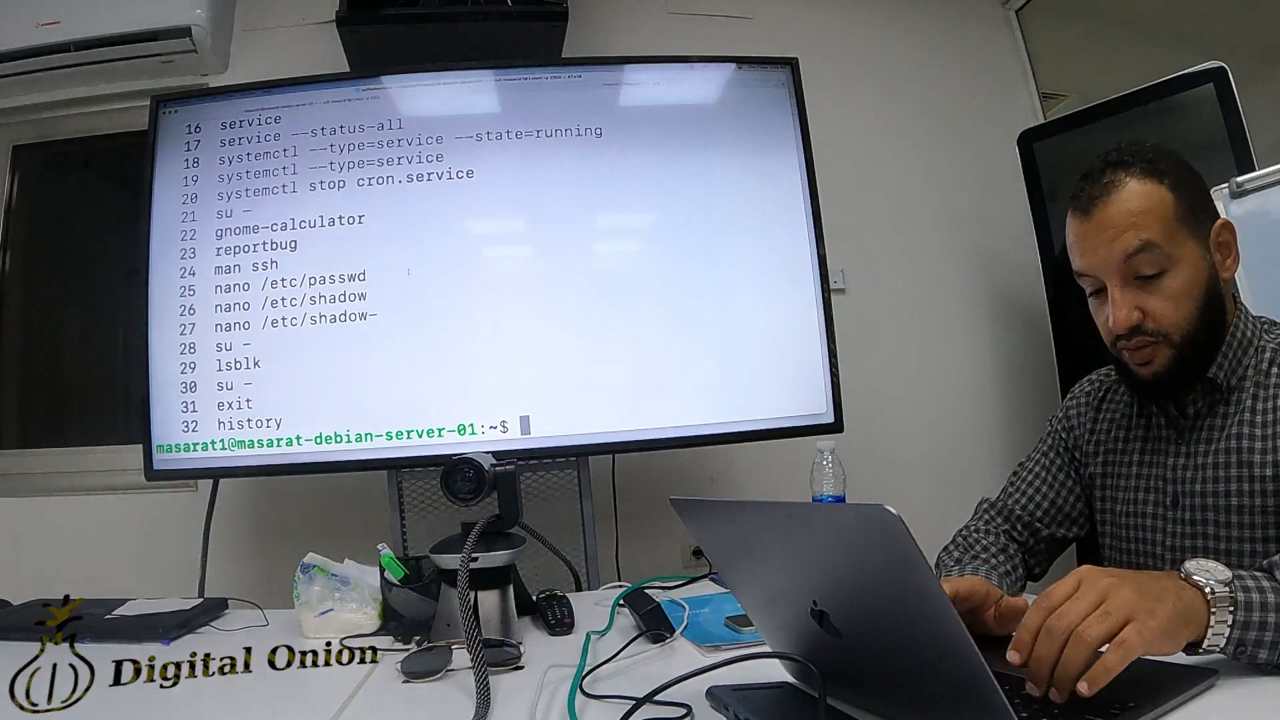 16 service
17 service --status-all
18 systemctl --type=service --state=running
19 systemctl --type=service
20 systemctl stop cron.service
21 su -
22 gnome-calculator
23 reportbug
24 man ssh
25 nano /etc/passwd
26 nano /etc/shadow
27 nano /etc/shadow-
28 su -
29 lsblk
30 su -
31 exit
32 history
masarat1@masarat-debian-server-01:~$
Digital Onion